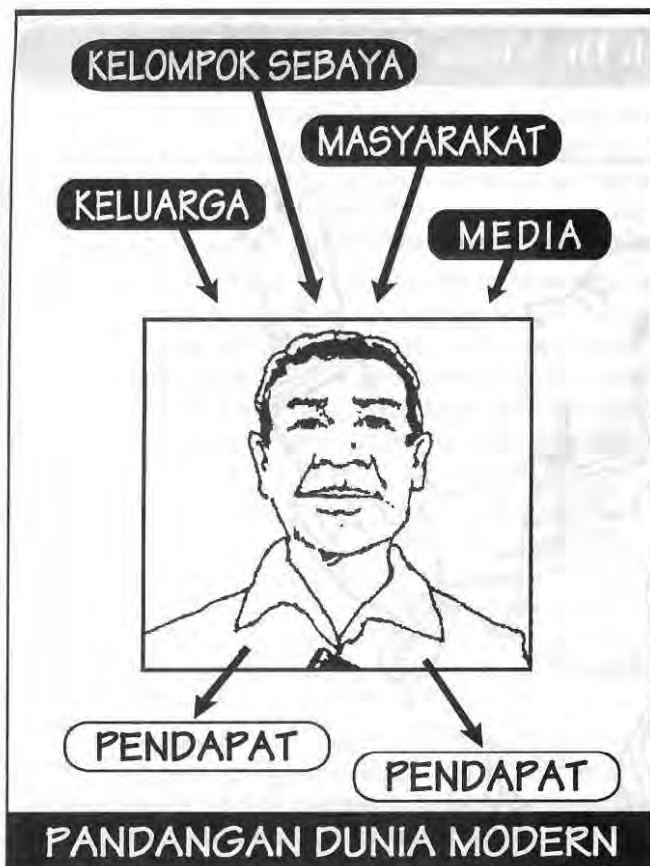 KELOMPOK SEBAYA
MASYARAKAT
KELUARGA
MEDIA
PENDAPAT
PENDAPAT
PANDANGAN DUNIA MODERN